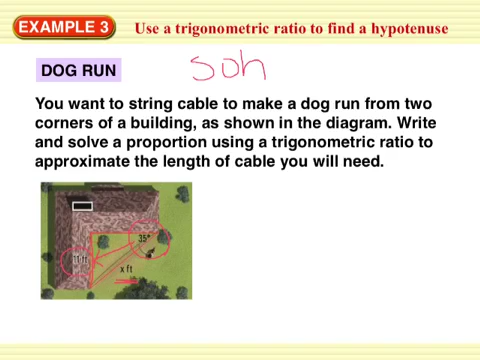 EXAMPLE 3 Use a trigonometric ratio to find a hypotenuse
soh
DOG RUN
You want to string cable to make a dog run from two
corners of a building, as shown in the diagram. Write
and solve a proportion using a trigonometric ratio to
approximate the length of cable you will need.
35°
11 ft
x ft